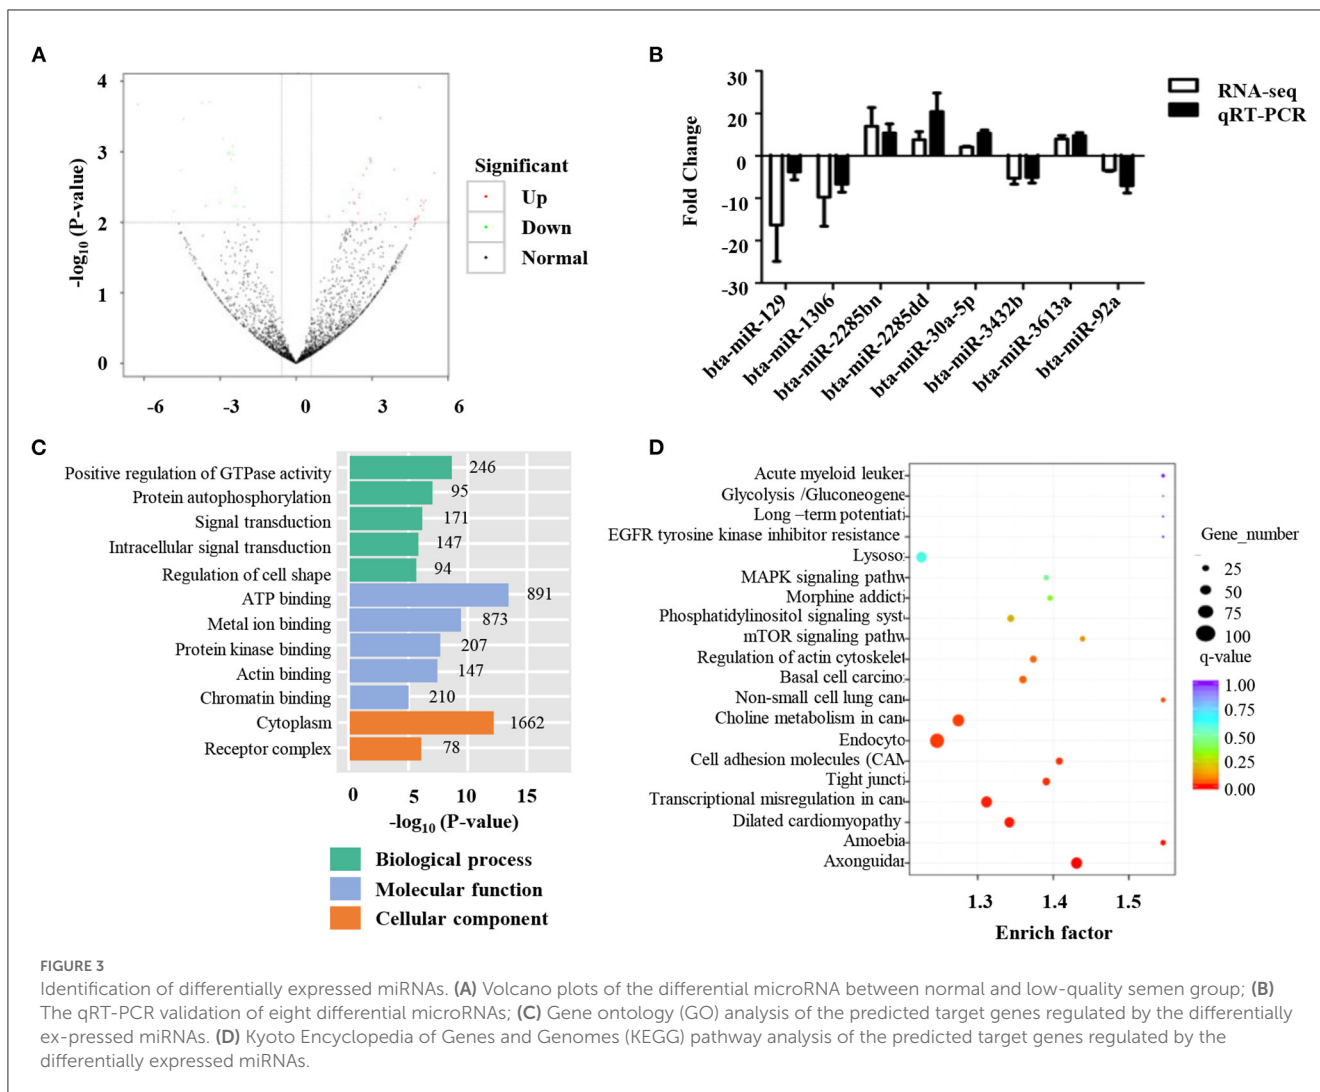 A
4
3
2
1
0
-log10 (P-value)
-6 -3 0 3 6
Significant
Up
Down
Normal
B
30
20
10
0
-10
-20
-30
Fold Change
RNA-seq
qRT-PCR
bta-miR-129
bta-miR-1306
bta-miR-2285bn
bta-miR-2285dd
bta-miR-30a-5p
bta-miR-3432b
bta-miR-3613a
bta-miR-92a
C
Positive regulation of GTPase activity 246
Protein autophosphorylation 95
Signal transduction 171
Intracellular signal transduction 147
Regulation of cell shape 94
ATP binding 891
Metal ion binding 873
Protein kinase binding 207
Actin binding 147
Chromatin binding 210
Cytoplasm 1662
Receptor complex 78
0 5 10 15
-log10 (P-value)
Biological process
Molecular function
Cellular component
D
Acute myeloid leuker
Glycolysis /Gluconeogene
Long –term potentiati
EGFR tyrosine kinase inhibitor resistance
Lysoso
MAPK signaling pathw
Morphine addicti
Phosphatidylinositol signaling syst
mTOR signaling pathw
Regulation of actin cytoskelet
Basal cell carcino
Non-small cell lung can
Choline metabolism in can
Endocyto
Cell adhesion molecules (CAM
Tight juncti
Transcriptional misregulation in can
Dilated cardiomyopathy
Amoebia
Axonguidar
1.3 1.4 1.5
Enrich factor
Gene_number
25
50
75
100
q-value
1.00
0.75
0.50
0.25
0.00
FIGURE 3
Identification of differentially expressed miRNAs. (A) Volcano plots of the differential microRNA between normal and low-quality semen group; (B)
The qRT-PCR validation of eight differential microRNAs; (C) Gene ontology (GO) analysis of the predicted target genes regulated by the differentially
ex-pressed miRNAs. (D) Kyoto Encyclopedia of Genes and Genomes (KEGG) pathway analysis of the predicted target genes regulated by the
differentially expressed miRNAs.